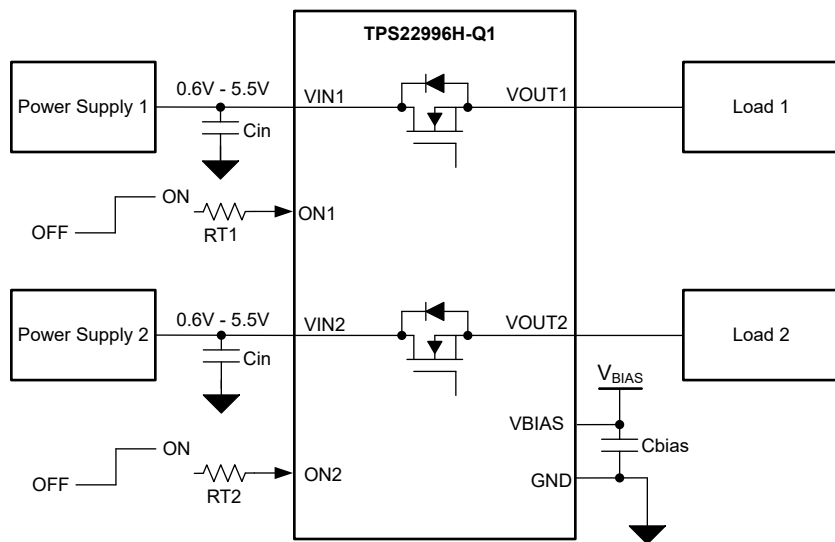 TPS22996H-Q1
Power Supply 1
0.6V - 5.5V
VIN1
VOUT1
Load 1
Cin
ON
OFF
RT1
ON1
Power Supply 2
0.6V - 5.5V
VIN2
VOUT2
Load 2
Cin
VBIAS
VBIAS
Cbias
ON
OFF
RT2
ON2
GND